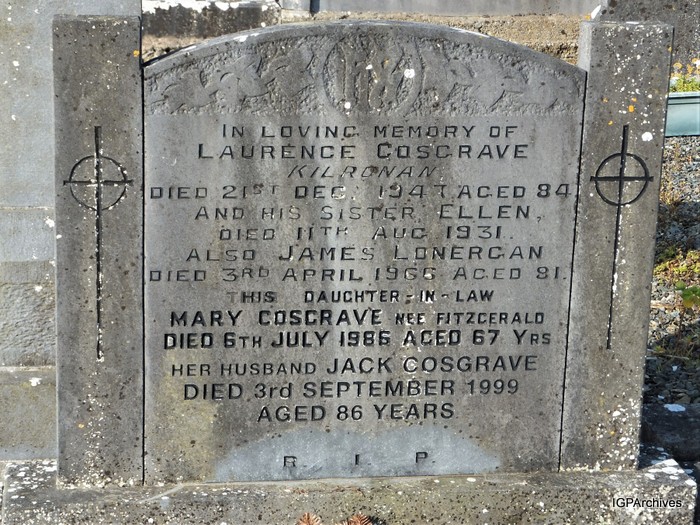 IHS
IN LOVING MEMORY OF
LAURENCE COSGRAVE
KILRONAN
DIED 21ST DEC. 1947 AGED 84
AND HIS SISTER, ELLEN,
DIED 11TH AUG 1931.
ALSO JAMES LONERGAN
DIED 3RD APRIL 1966 AGED 81.
THIS DAUGHTER-IN-LAW
MARY COSGRAVE NEE FITZGERALD
DIED 6TH JULY 1986 AGED 67 YRS
HER HUSBAND JACK COSGRAVE
DIED 3rd SEPTEMBER 1999
AGED 86 YEARS
R. I. P.
IGPArchives